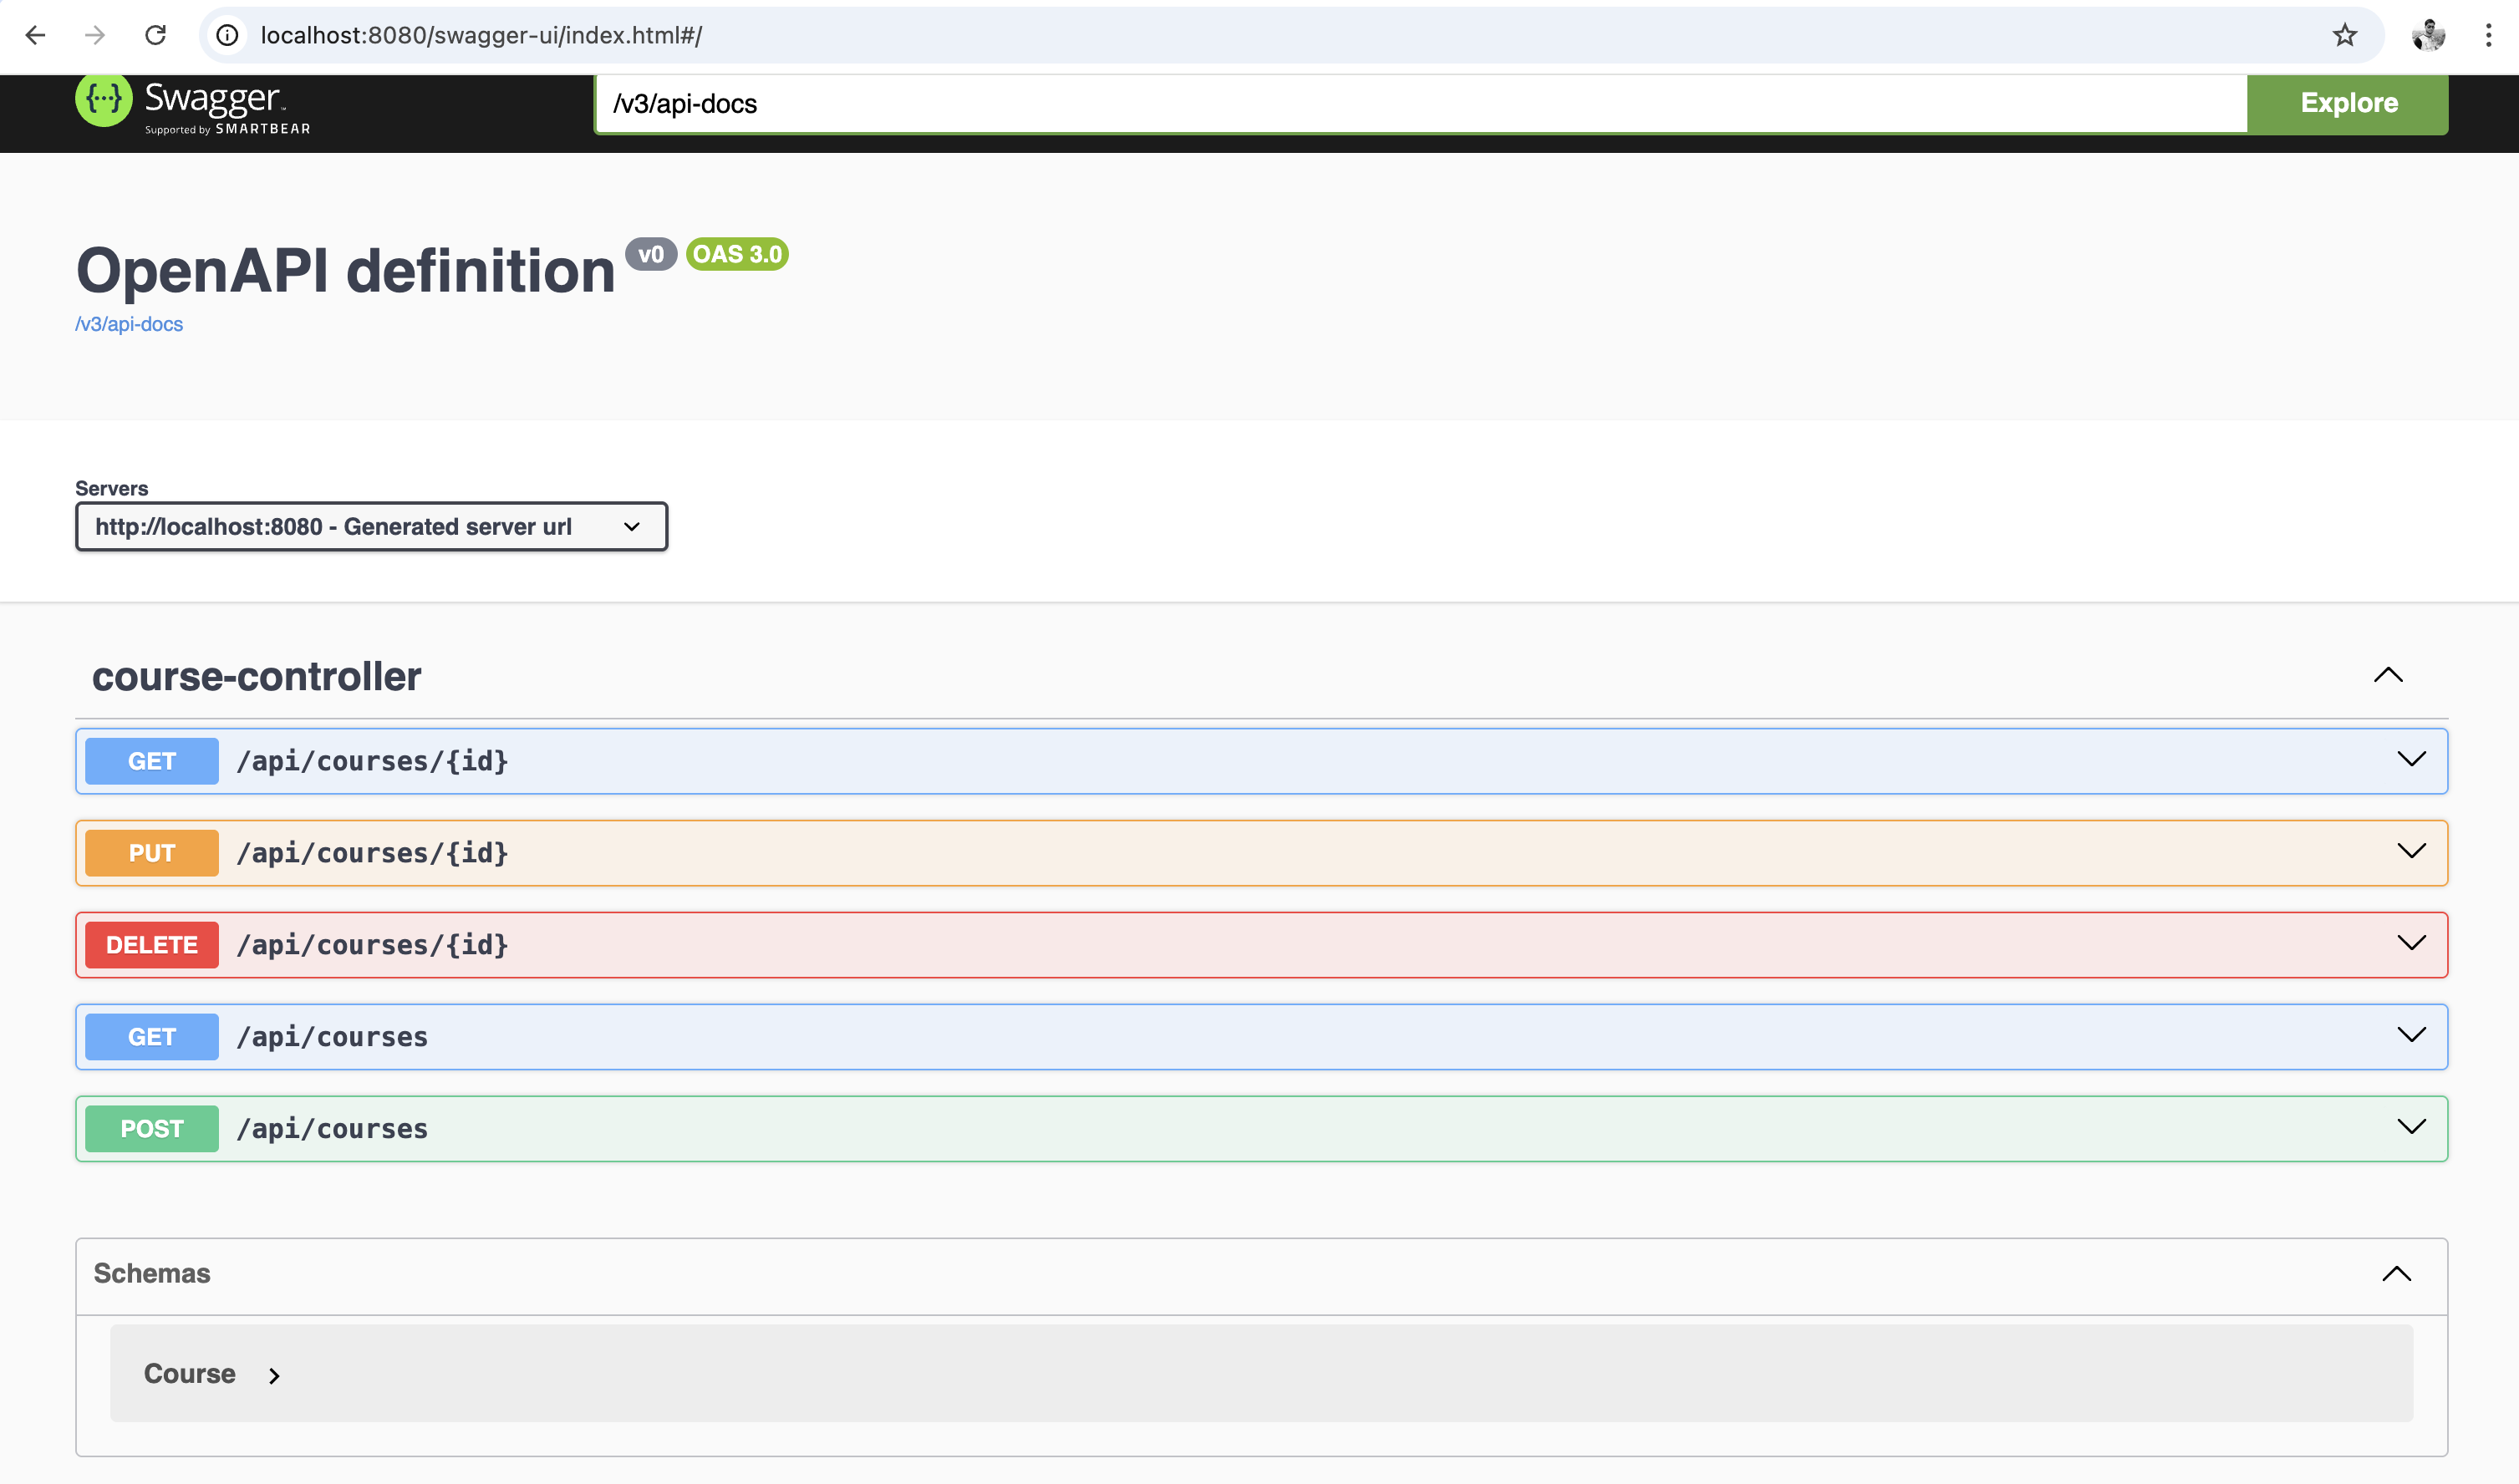 localhost:8080/swagger-ui/index.html#/
{...} Swagger
Supported by SMARTBEAR
/v3/api-docs
Explore
OpenAPI definition v0 OAS 3.0
/v3/api-docs
Servers
http://localhost:8080 - Generated server url
course-controller
GET /api/courses/{id}
PUT /api/courses/{id}
DELETE /api/courses/{id}
GET /api/courses
POST /api/courses
Schemas
Course